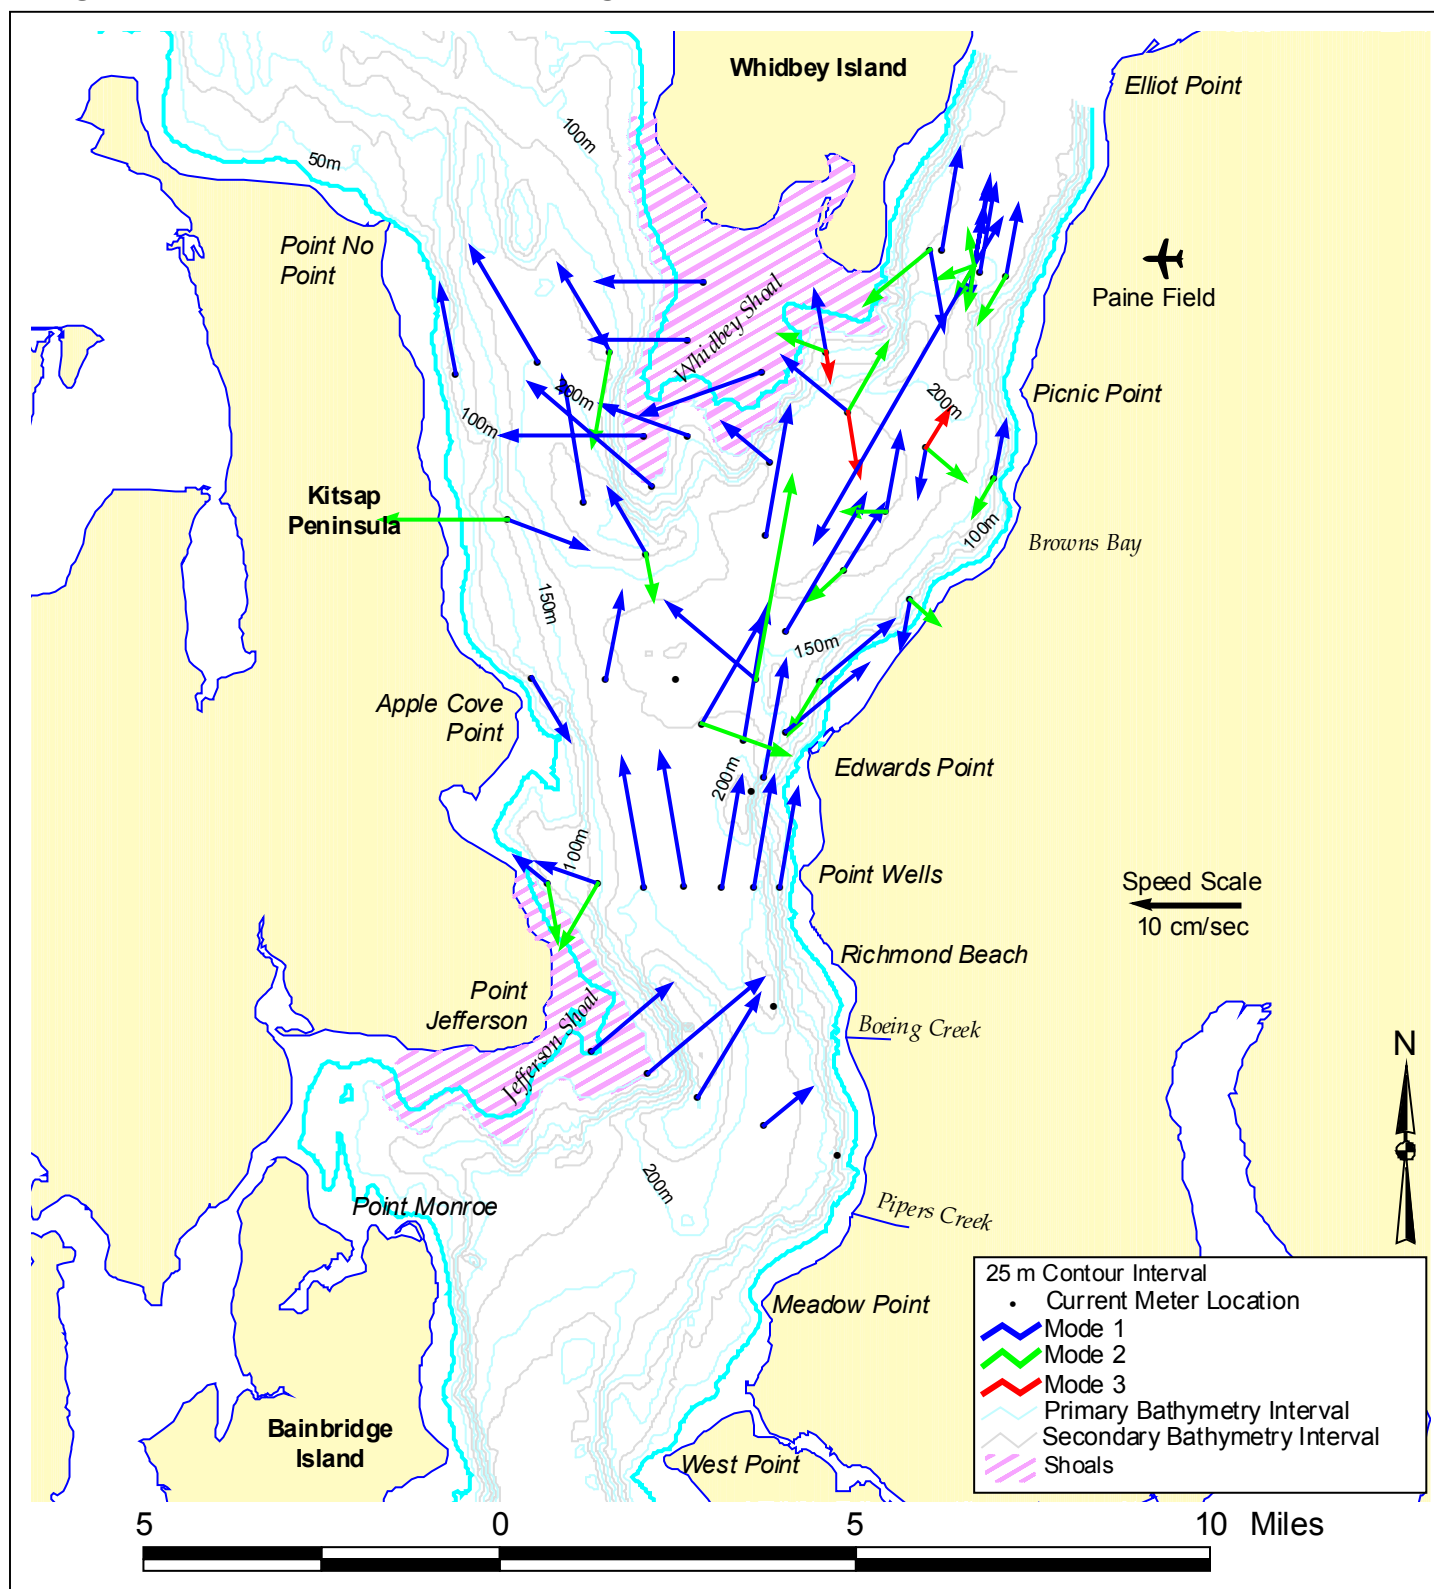 Whidbey Island
Elliot Point
100m
50m
Point No
Point
Paine Field
Whidbey Shoal
200m
100m
200m
Picnic Point
Kitsap
Peninsula
100m
Browns Bay
150m
150m
Apple Cove
Point
Edwards Point
200m
100m
Point Wells
Speed Scale
10 cm/sec
Richmond Beach
Point
Jefferson
Jefferson Shoal
Boeing Creek
N
200m
Point Monroe
Pipers Creek
25 m Contour Interval
Current Meter Location
Meadow Point
Mode 1
Mode 2
Mode 3
Primary Bathymetry Interval
Secondary Bathymetry Interval
Shoals
Bainbridge
Island
West Point
5 0 5 10 Miles